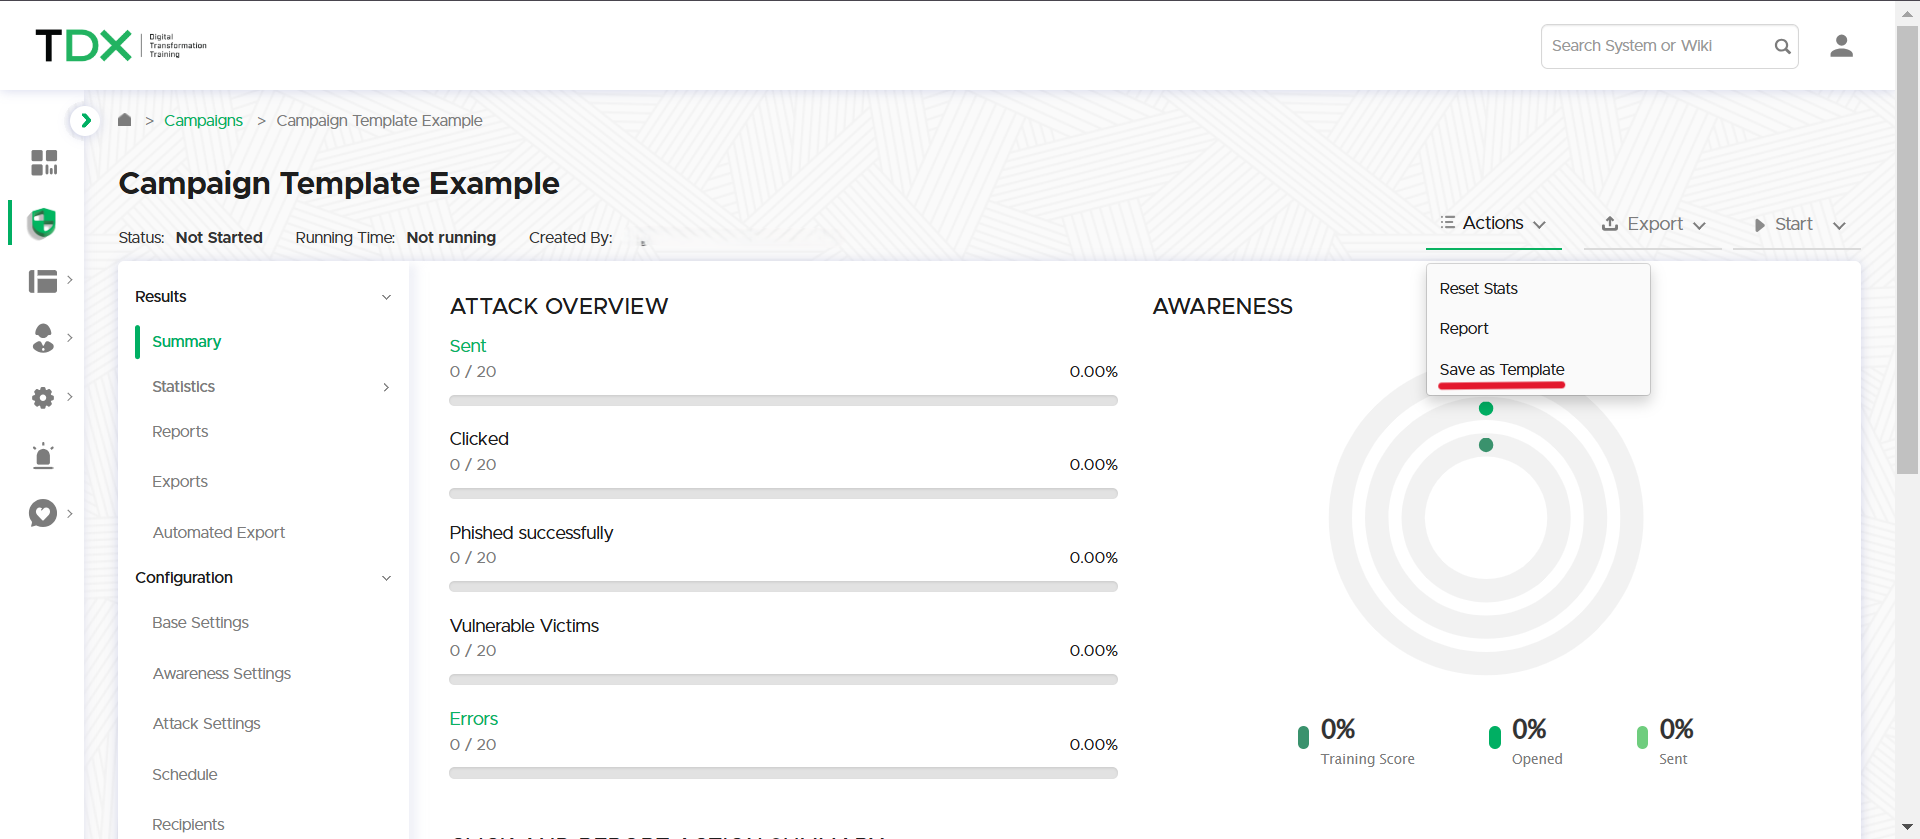 TDX
Digital
Transformation
Training
Search System or Wiki
> Campaigns > Campaign Template Example
Campaign Template Example
Status: Not Started Running Time: Not running Created By:
Actions Export Start
Reset Stats
Report
Save as Template
Results
Summary
Statistics
Reports
Exports
Automated Export
Configuration
Base Settings
Awareness Settings
Attack Settings
Schedule
Recipients
ATTACK OVERVIEW
Sent
0 / 20 0.00%
Clicked
0 / 20 0.00%
Phished successfully
0 / 20 0.00%
Vulnerable Victims
0 / 20 0.00%
Errors
0 / 20 0.00%
AWARENESS
0% 0% 0%
Training Score Opened Sent